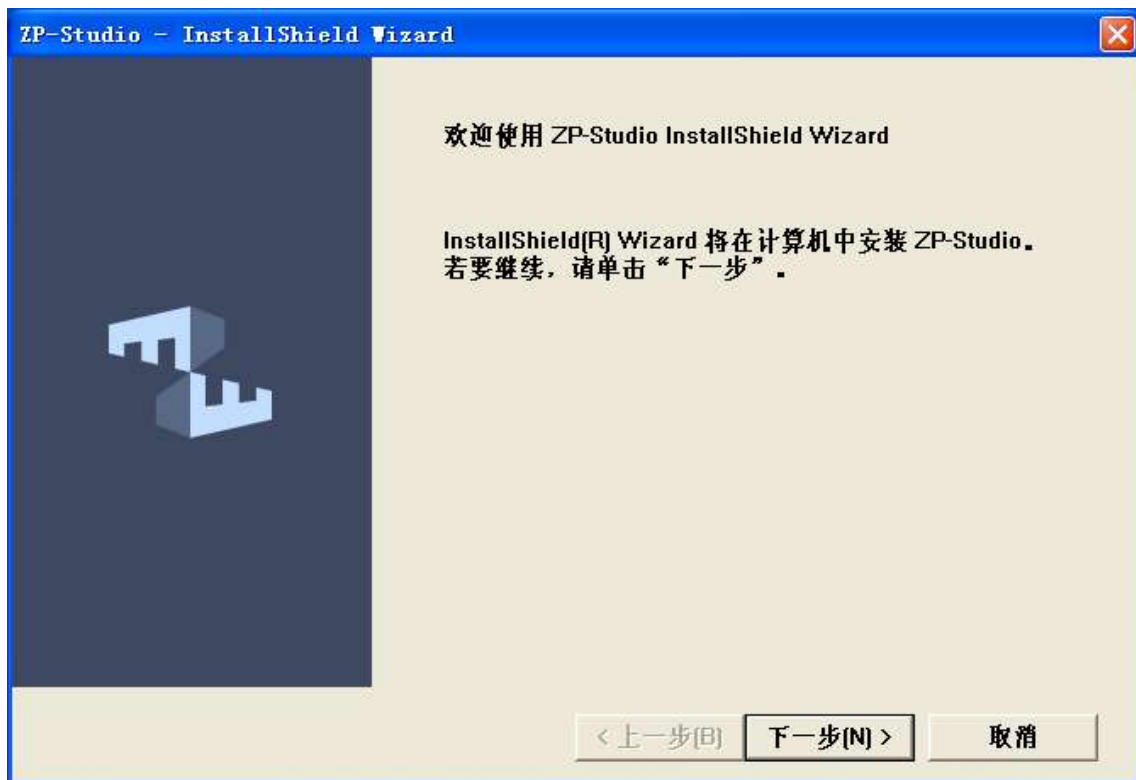 ZP-Studio - InstallShield Wizard
欢迎使用 ZP-Studio InstallShield Wizard
InstallShield(R) Wizard 将在计算机中安装 ZP-Studio。
若要继续，请单击“下一步”。
< 上一步(B)
下一步(N) >
取消